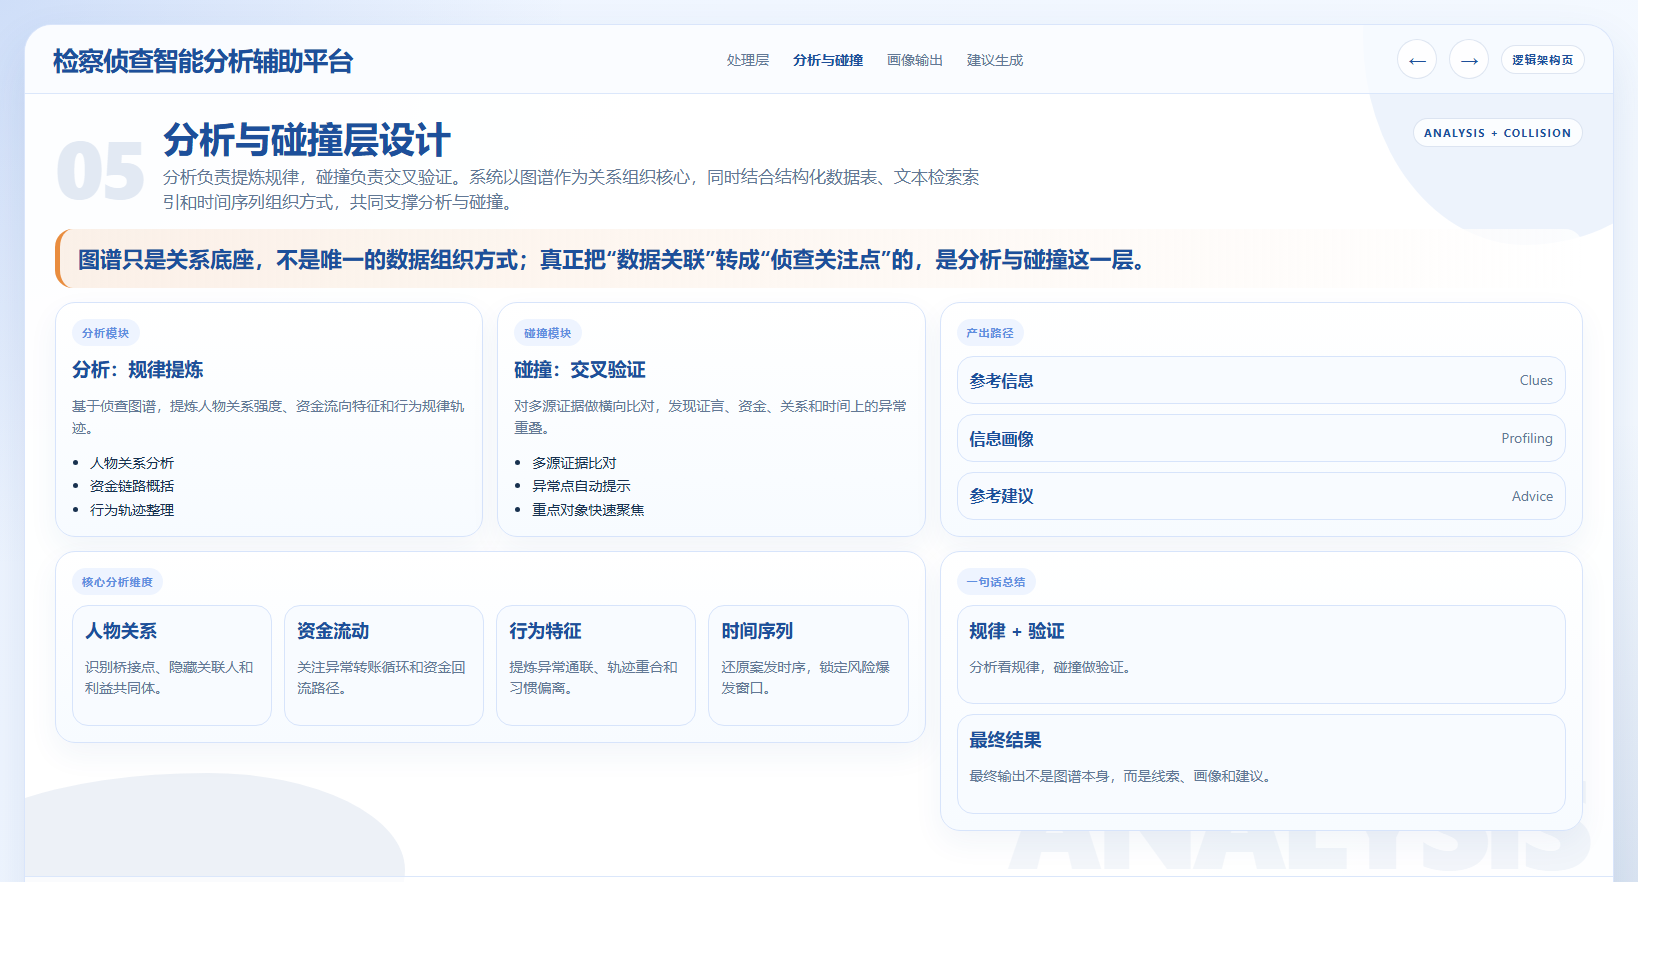 检察侦查智能分析辅助平台
处理层
分析与碰撞
画像输出
建议生成
←
→
逻辑架构页
ANALYSIS + COLLISION
05
分析与碰撞层设计
分析负责提炼规律，碰撞负责交叉验证。系统以图谱作为关系组织核心，同时结合结构化数据表、文本检索索
引和时间序列组织方式，共同支撑分析与碰撞。
图谱只是关系底座，不是唯一的数据组织方式；真正把“数据关联”转成“侦查关注点”的，是分析与碰撞这一层。
分析模块
分析：规律提炼
基于侦查图谱，提炼人物关系强度、资金流向特征和行为规律轨
迹。
• 人物关系分析
• 资金链路概括
• 行为轨迹整理
碰撞模块
碰撞：交叉验证
对多源证据做横向比对，发现证言、资金、关系和时间上的异常
重叠。
• 多源证据比对
• 异常点自动提示
• 重点对象快速聚焦
产出路径
参考信息 Clues
信息画像 Profiling
参考建议 Advice
核心分析维度
人物关系
识别桥接点、隐藏关联人和
利益共同体。
资金流动
关注异常转账循环和资金回
流路径。
行为特征
提炼异常通联、轨迹重合和
习惯偏离。
时间序列
还原案发时序，锁定风险爆
发窗口。
一句话总结
规律 + 验证
分析看规律，碰撞做验证。
最终结果
最终输出不是图谱本身，而是线索、画像和建议。
ANALYSIS